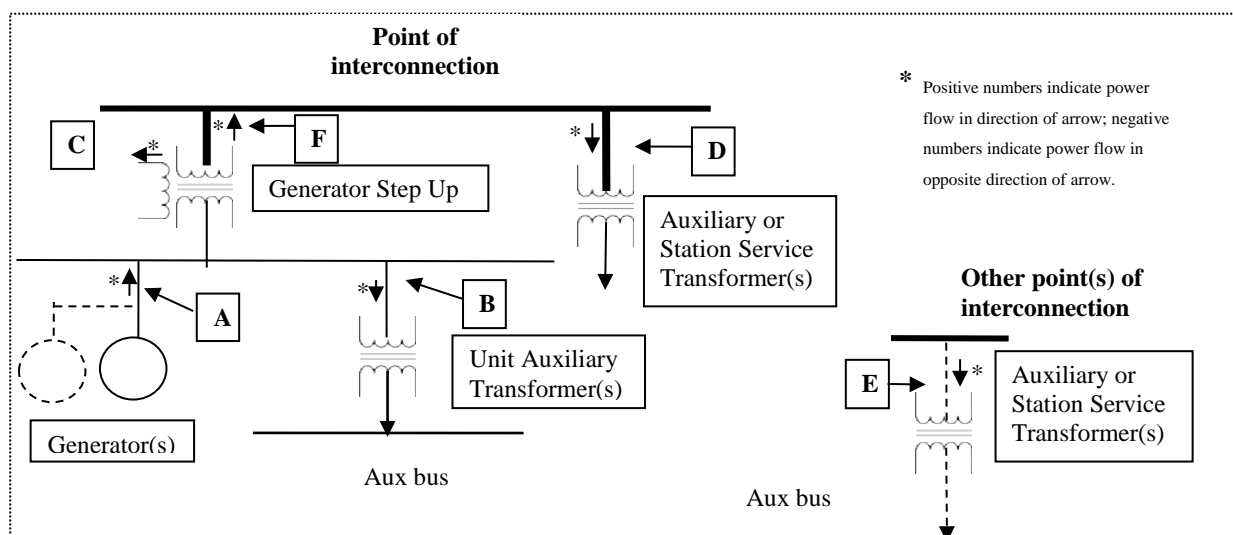 Point of
interconnection
* Positive numbers indicate power
flow in direction of arrow; negative
numbers indicate power flow in
opposite direction of arrow.
C
*
*
F
*
D
Generator Step Up
Auxiliary or
Station Service
Transformer(s)
*
A
*
B
Other point(s) of
interconnection
Unit Auxiliary
Transformer(s)
E
*
Auxiliary or
Station Service
Transformer(s)
Generator(s)
Aux bus
Aux bus